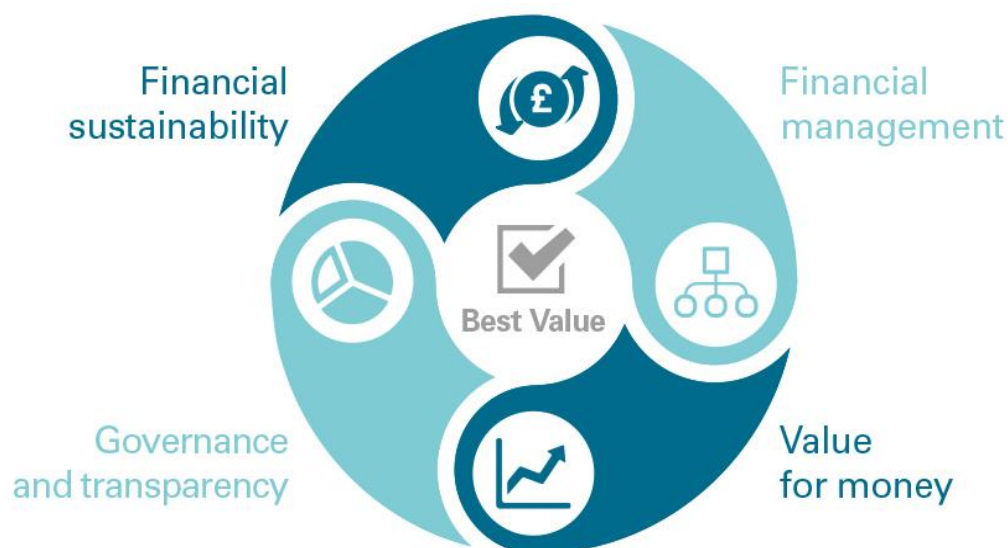 Financial
sustainability
Financial
management
£
Best Value
Governance
and transparency
Value
for money